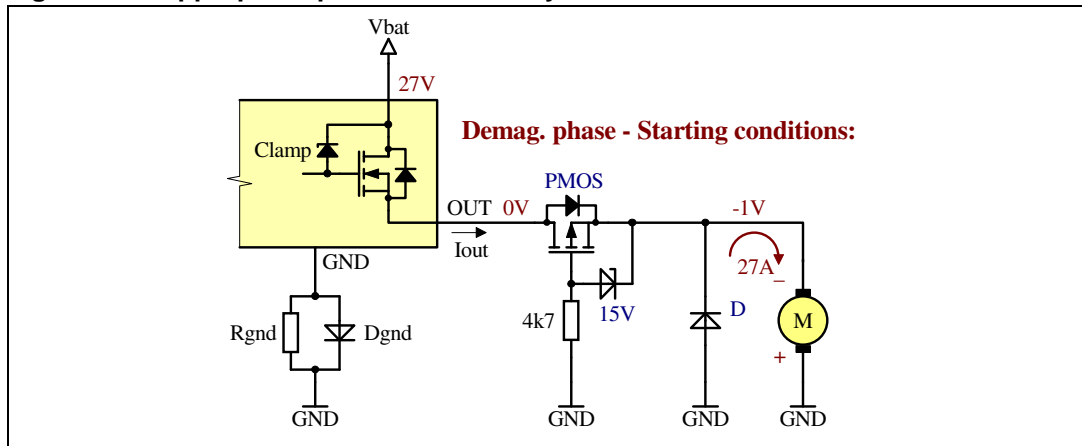 Vbat
27V
Demag. phase - Starting conditions:
Clamp
PMOS
OUT 0V
-1V
Iout
GND
27A
–
4k7
15V
D
M
Rgnd
Dgnd
+
GND
GND
GND
GND